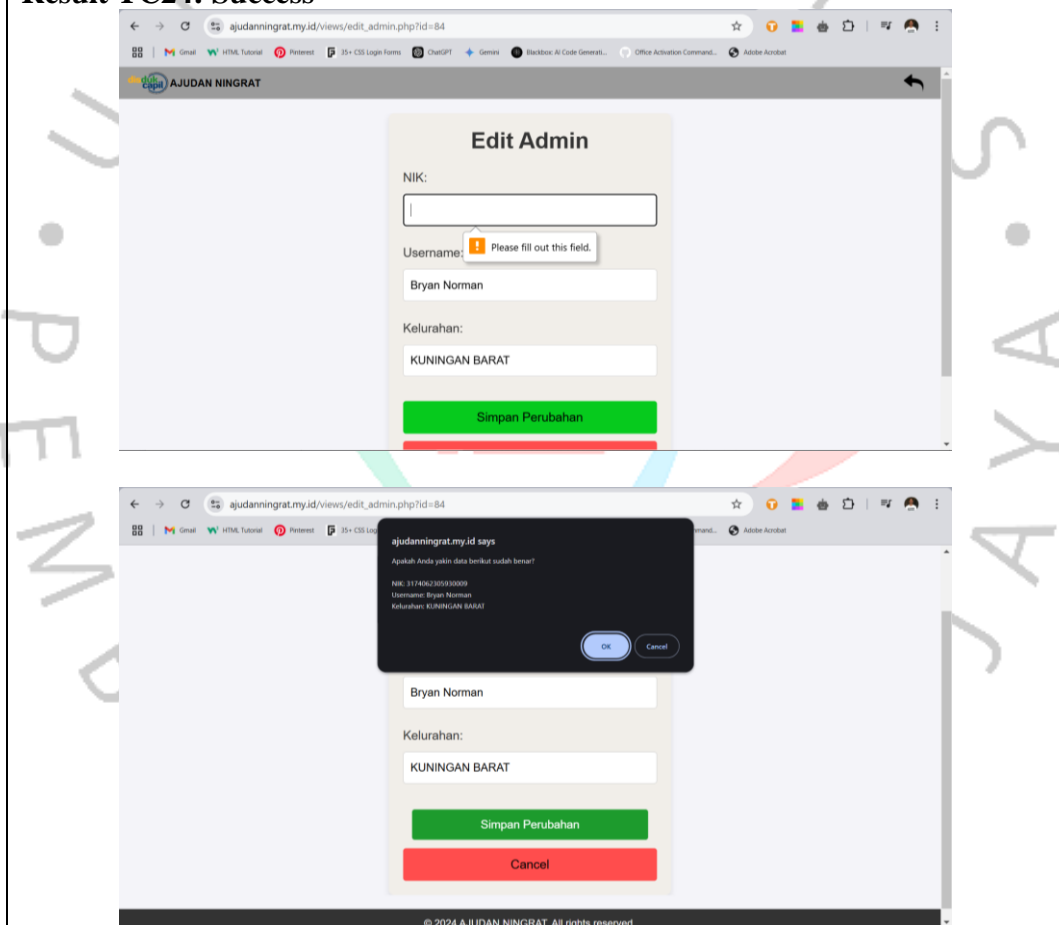 Result TC24: Success
ajudanningrat.my.id/views/edit_admin.php?id=84
Gmail HTML Tutorial Pinterest 35+ CSS Login Forms ChatGPT Gemini Blackbox: AI Code Generati... Office Activation Command... Adobe Acrobat
duk capil AJUDAN NINGRAT
Edit Admin
NIK:
Please fill out this field.
Username:
Bryan Norman
Kelurahan:
KUNINGAN BARAT
Simpan Perubahan
ajudanningrat.my.id/views/edit_admin.php?id=84
Gmail HTML Tutorial Pinterest 35+ CSS Log Adobe Acrobat
ajudanningrat.my.id says
Apakah Anda yakin data berikut sudah benar?
NIK: 3174062305930009
Username: Bryan Norman
Kelurahan: KUNINGAN BARAT
OK Cancel
Bryan Norman
Kelurahan:
KUNINGAN BARAT
Simpan Perubahan
Cancel
© 2024 AJUDAN NINGRAT. All rights reserved